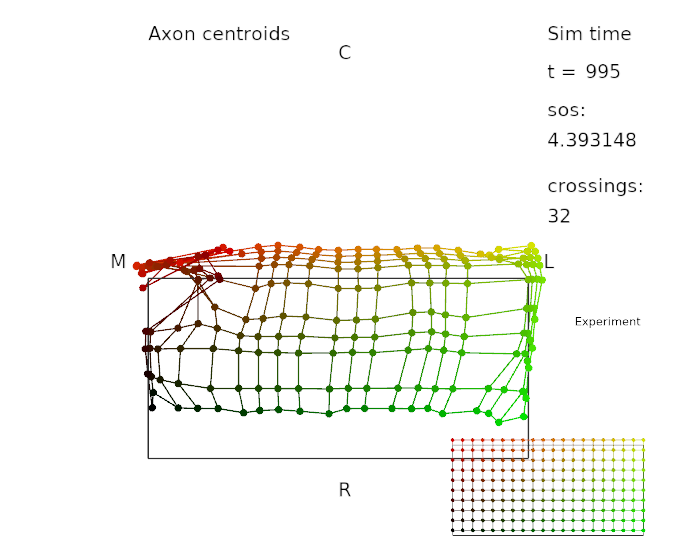 Axon centroids
Sim time
C
t = 995
sos:
4.393148
crossings:
32
M
L
Experiment
R